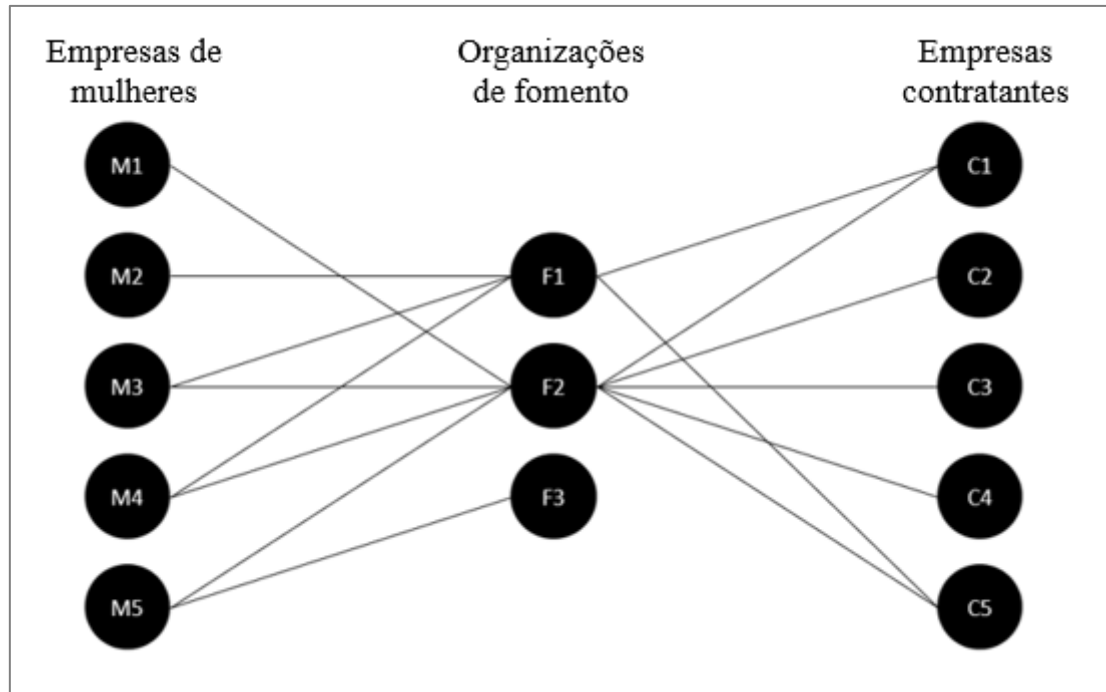 Empresas de
mulheres
Organizações
de fomento
Empresas
contratantes
M1
M2
M3
M4
M5
F1
F2
F3
C1
C2
C3
C4
C5